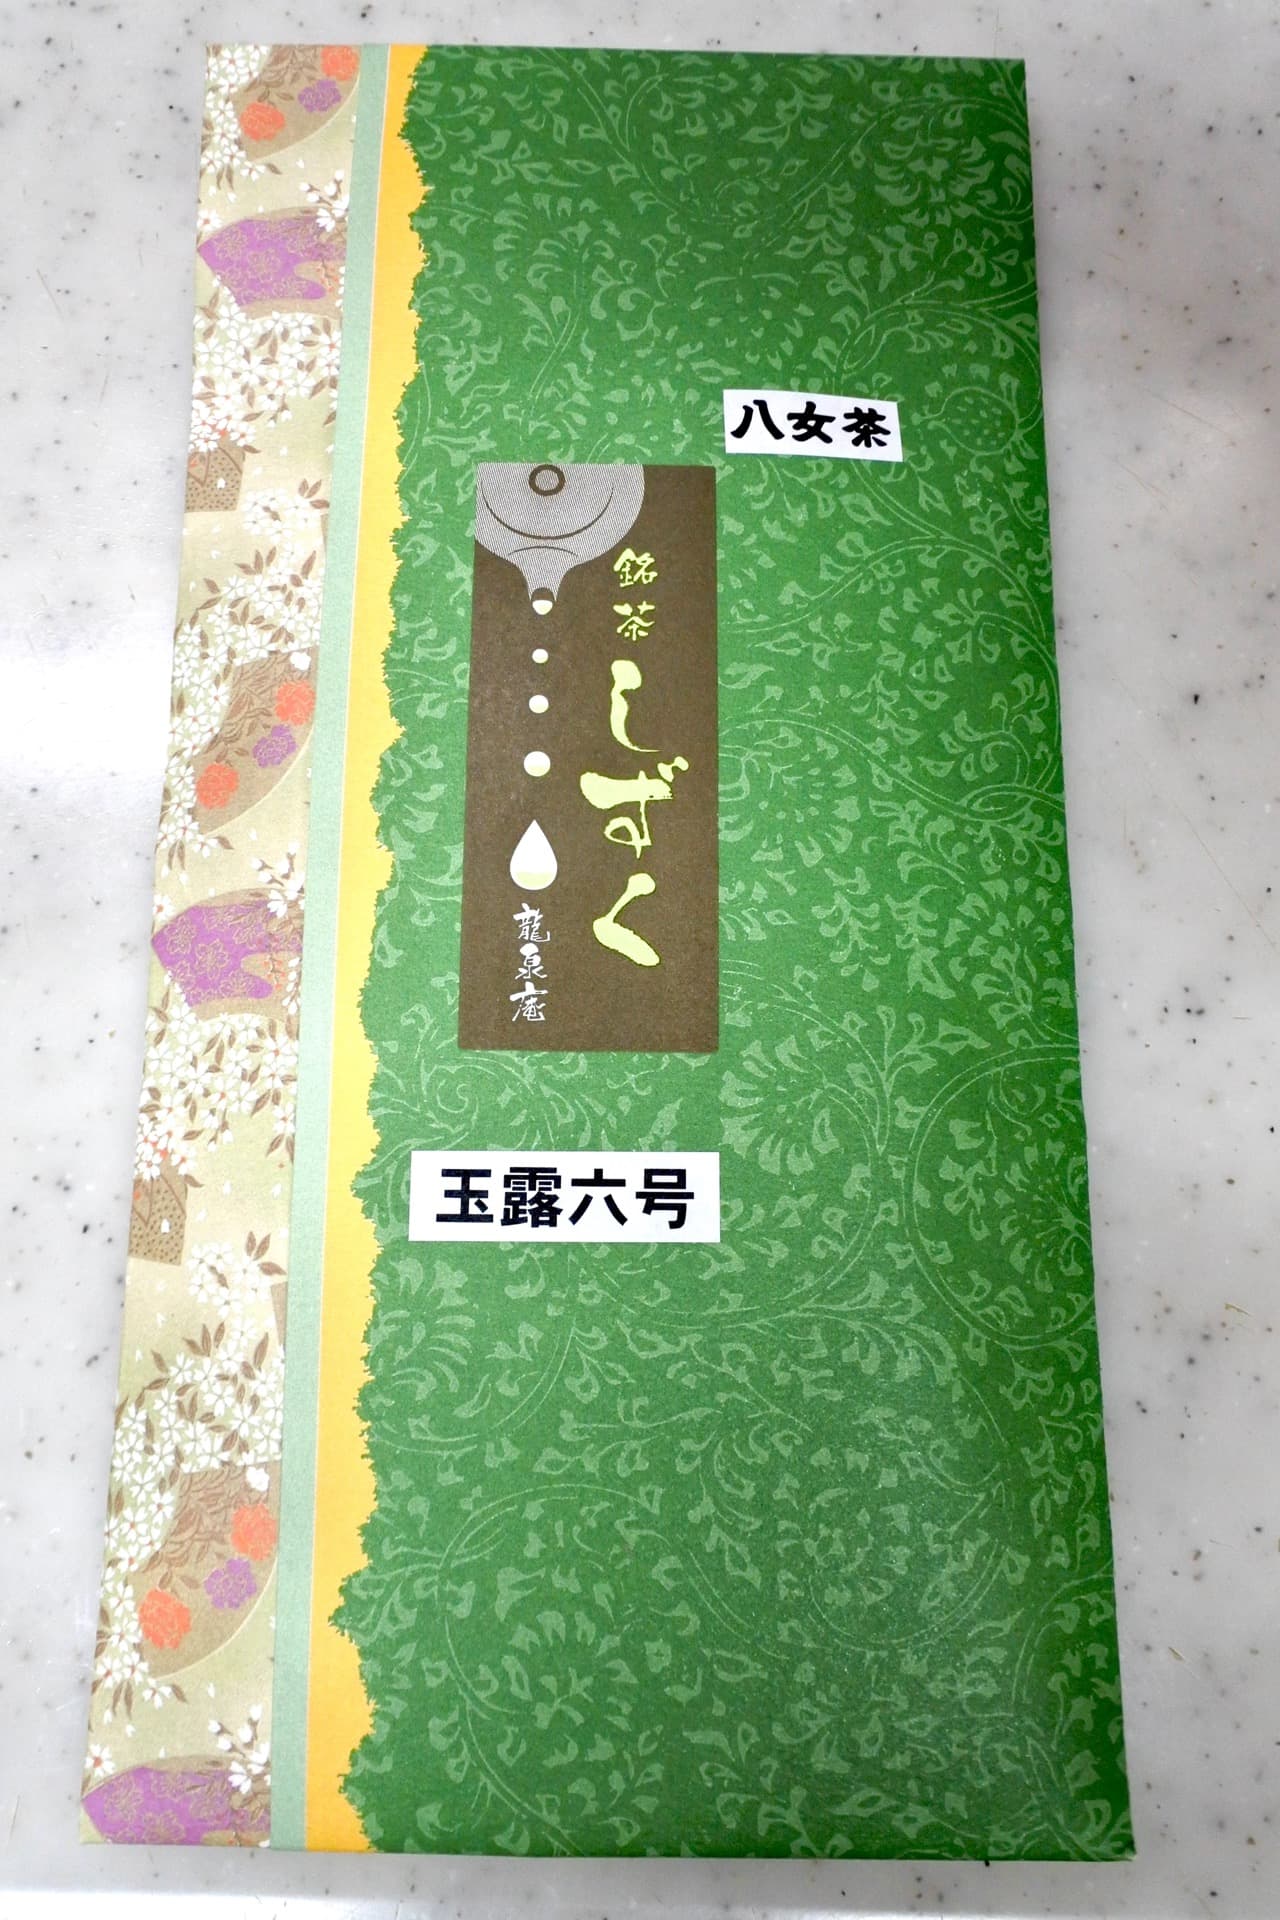 八女茶
銘茶
しずく
龍泉庵
玉露六号